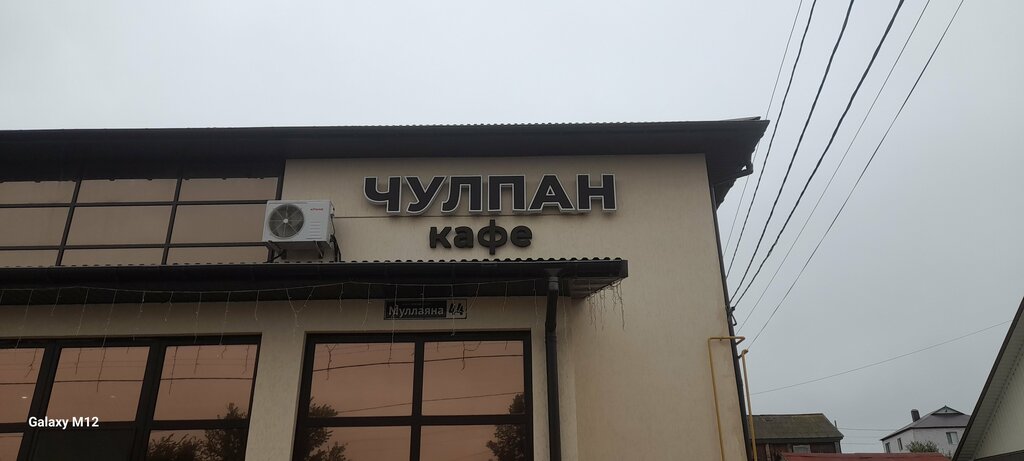 ЧУЛПАН
кафе
Муллаяна 44
Galaxy M12